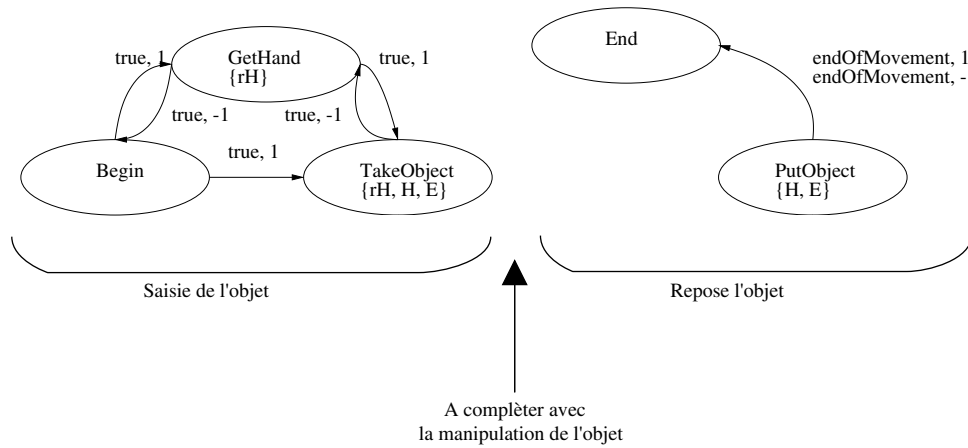 GetHand
{rH}
true, 1
true, 1
true, -1
true, -1
Begin
true, 1
TakeObject
{rH, H, E}
End
endOfMovement, 1
endOfMovement, -
PutObject
{H, E}
Saisie de l'objet
Repose l'objet
A complèter avec
la manipulation de l'objet